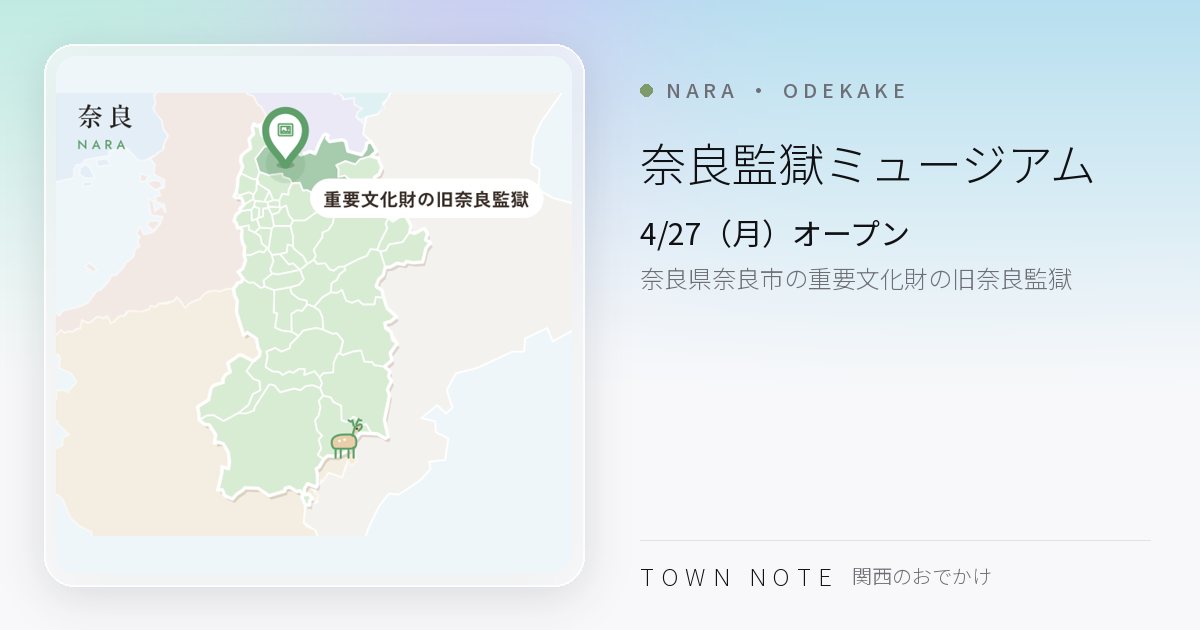 奈良
NARA
重要文化財の旧奈良監獄
NARA • ODEKAKE
奈良監獄ミュージアム
4/27（月）オープン
奈良県奈良市の重要文化財の旧奈良監獄
TOWN NOTE 関西のおでかけ